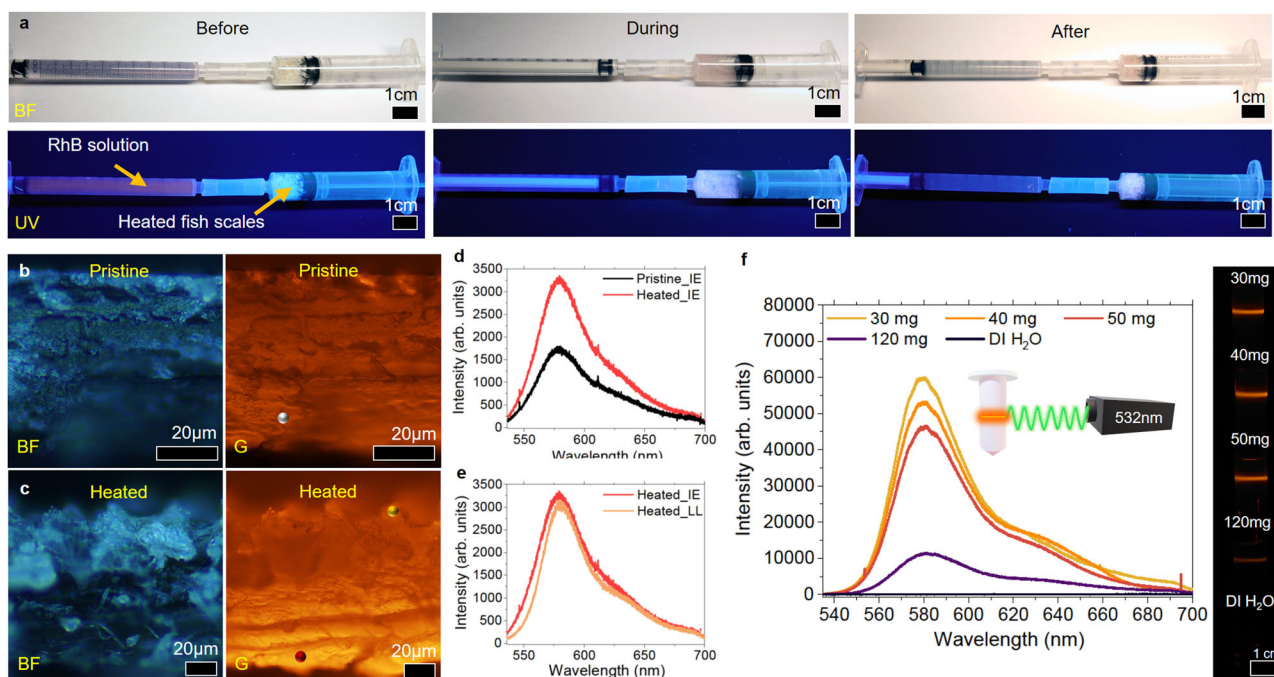 a
Before
During
After
BF
1cm
1cm
1cm
RhB solution
Heated fish scales
UV
1cm
1cm
1cm
b
Pristine
Pristine
BF
20μm
G
20μm
c
Heated
Heated
BF
20μm
G
20μm
d
Intensity (arb. units)
3500
3000
2500
2000
1500
1000
500
0
Pristine_IE
Heated_IE
550
600
650
700
Wavelength (nm)
e
Intensity (arb. units)
3500
3000
2500
2000
1500
1000
500
0
Heated_IE
Heated_LL
550
600
650
700
Wavelength (nm)
f
Intensity (arb. units)
80000
70000
60000
50000
40000
30000
20000
10000
0
30 mg
40 mg
50 mg
120 mg
DI H₂O
532nm
540
560
580
600
620
640
660
680
700
Wavelength (nm)
30mg
40mg
50mg
120mg
DI H₂O
1 cm